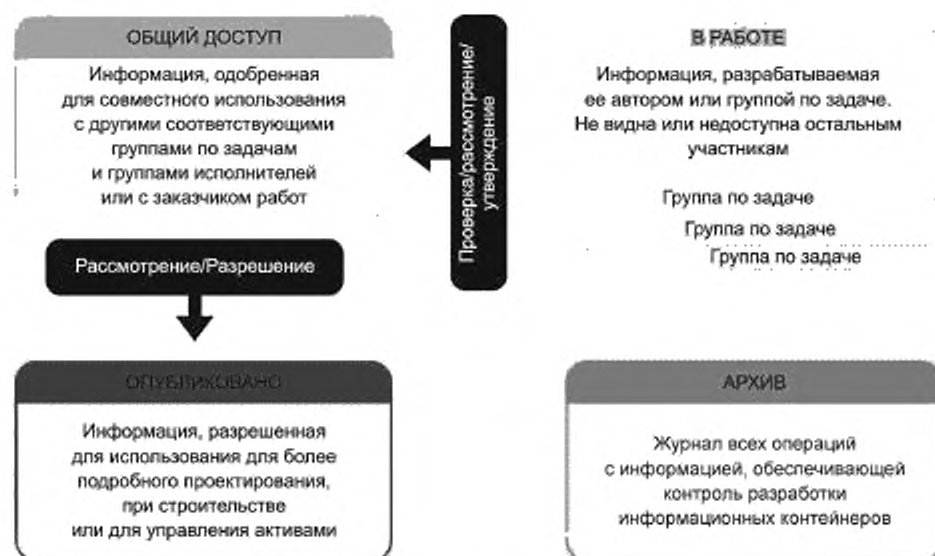 ОБЩИЙ ДОСТУП
Информация, одобренная
для совместного использования
с другими соответствующими
группами по задачам
и группами исполнителей
или с заказчиком работ
Проверка/рассмотрение/
утверждение
В РАБОТЕ
Информация, разрабатываемая
ее автором или группой по задаче.
Не видна или недоступна остальным
участникам
Группа по задаче
Группа по задаче
Группа по задаче
Рассмотрение/Разрешение
ОПУБЛИКОВАНО
Информация, разрешенная
для использования для более
подробного проектирования,
при строительстве
или для управления активами
АРХИВ
Журнал всех операций
с информацией, обеспечивающей
контроль разработки
информационных контейнеров